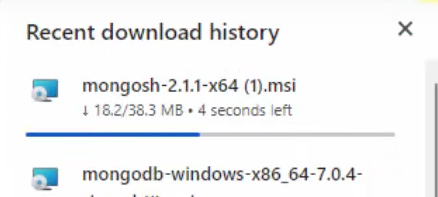 Recent download history
mongosh-2.1.1-x64 (1).msi
↓ 18.2/38.3 MB • 4 seconds left
mongodb-windows-x86_64-7.0.4-